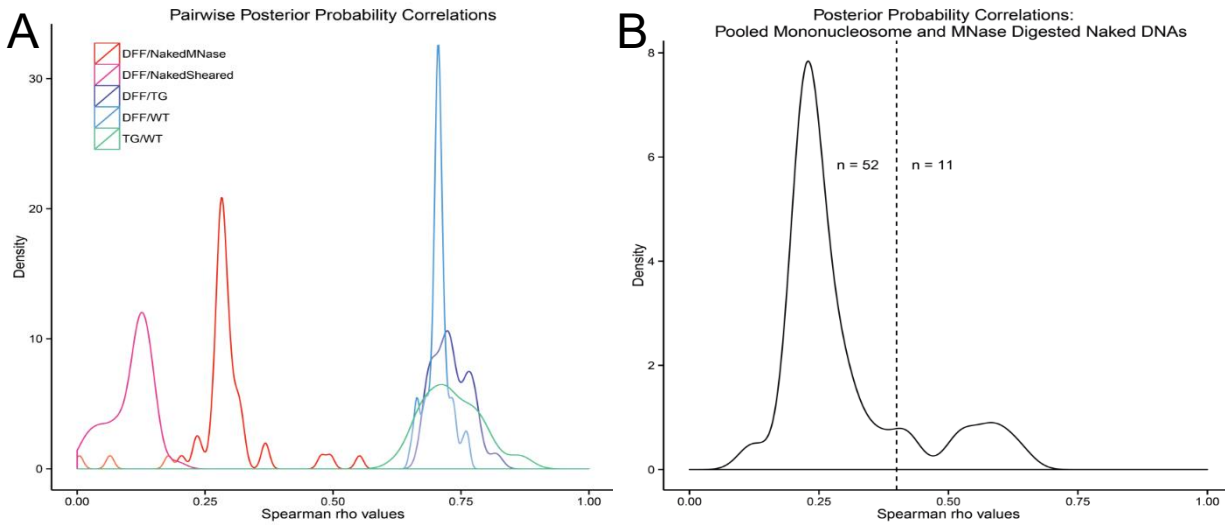 A
Pairwise Posterior Probability Correlations
DFF/NakedMNase
DFF/NakedSheared
DFF/TG
DFF/WT
TG/WT
30
20
10
0
Density
0.00
0.25
0.50
0.75
1.00
Spearman rho values
B
Posterior Probability Correlations:
Pooled Mononucleosome and MNase Digested Naked DNAs
8
6
4
2
0
Density
n = 52
n = 11
0.00
0.25
0.50
0.75
1.00
Spearman rho values